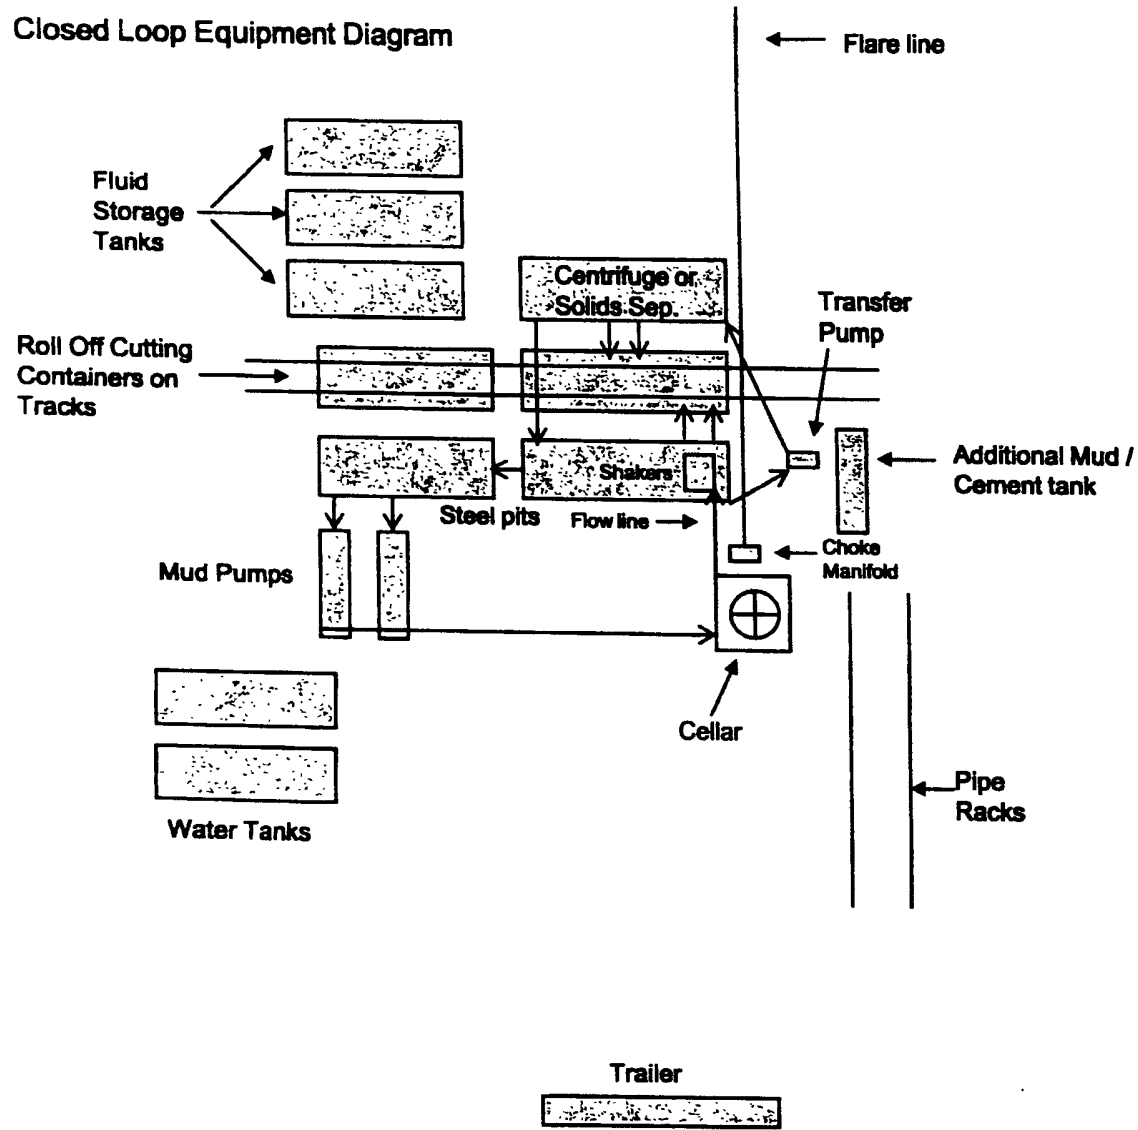 Closed Loop Equipment Diagram
Flare line
Fluid
Storage
Tanks
Centrifuge or
Solids Sep.
Transfer
Pump
Roll Off Cutting
Containers on
Tracks
Shakers
Additional Mud /
Cement tank
Steel pits
Flow line
Choke
Manifold
Mud Pumps
Cellar
Pipe
Racks
Water Tanks
Trailer